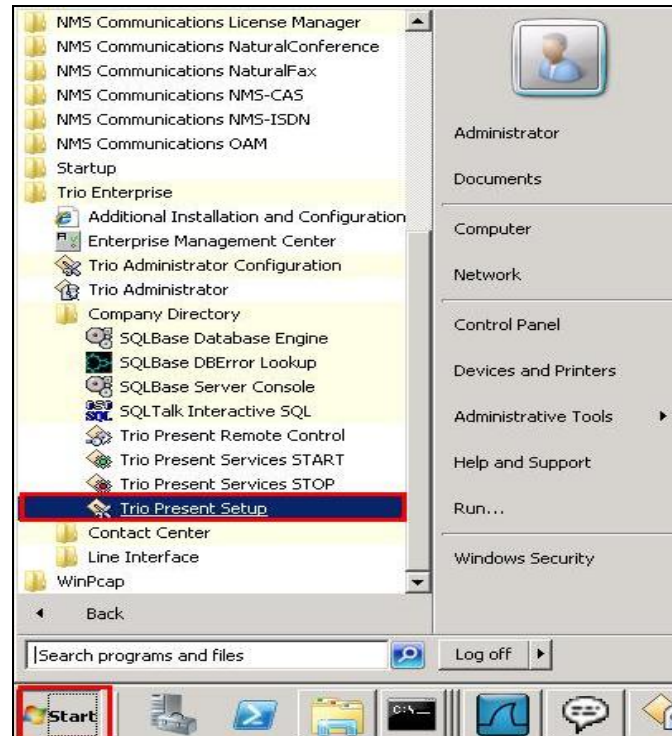 NMS Communications License Manager
NMS Communications NaturalConference
NMS Communications NaturalFax
NMS Communications NMS-CAS
NMS Communications NMS-ISDN
NMS Communications OAM
Startup
Trio Enterprise
Additional Installation and Configuration
Enterprise Management Center
Trio Administrator Configuration
Trio Administrator
Company Directory
SQLBase Database Engine
SQLBase DBError Lookup
SQLBase Server Console
SQLTalk Interactive SQL
Trio Present Remote Control
Trio Present Services START
Trio Present Services STOP
Trio Present Setup
Contact Center
Line Interface
WinPcap
Back
Search programs and files
Administrator
Documents
Computer
Network
Control Panel
Devices and Printers
Administrative Tools
Help and Support
Run...
Windows Security
Log off
Start